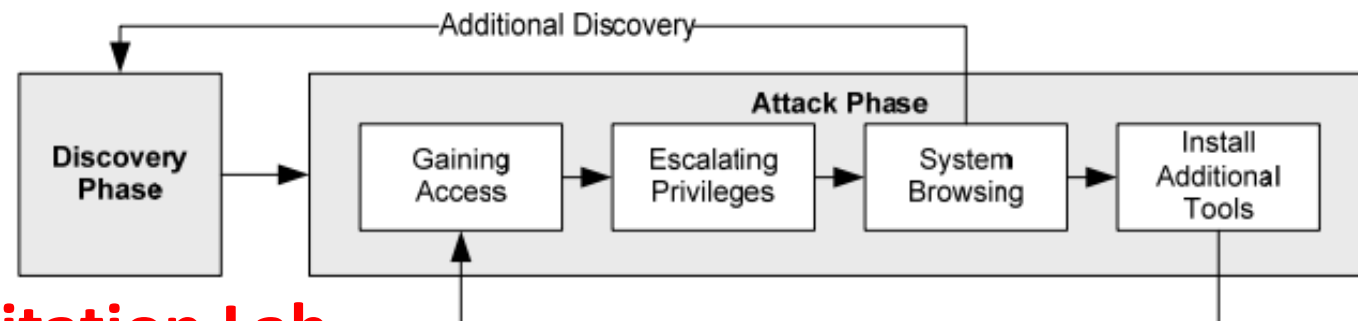 Additional Discovery
Attack Phase
Discovery
Phase
Gaining
Access
Escalating
Privileges
System
Browsing
Install
Additional
Tools